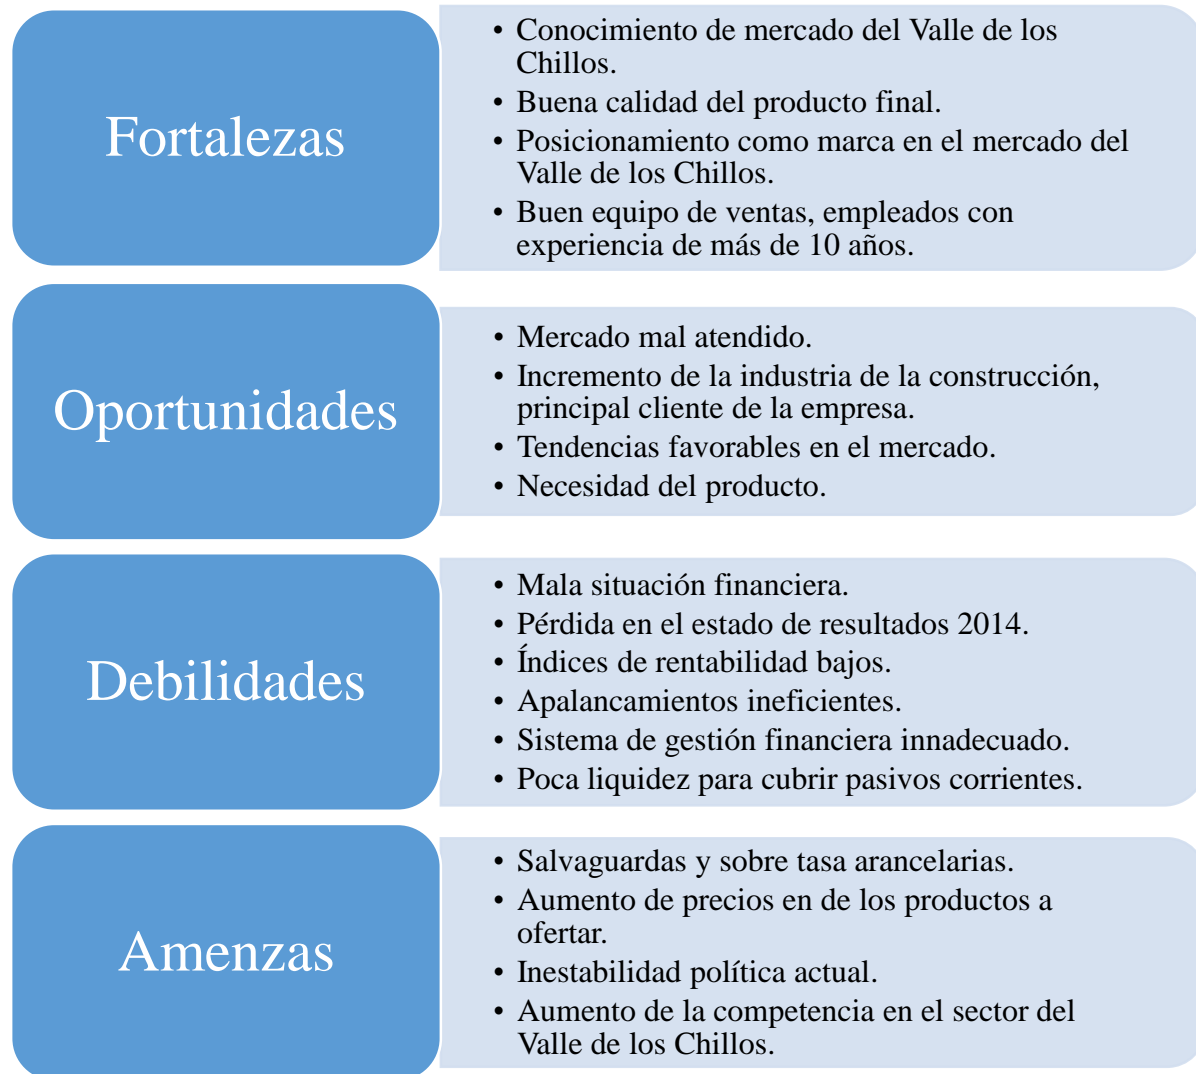 Fortalezas
• Conocimiento de mercado del Valle de los
Chillos.
• Buena calidad del producto final.
• Posicionamiento como marca en el mercado del
Valle de los Chillos.
• Buen equipo de ventas, empleados con
experiencia de más de 10 años.
Oportunidades
• Mercado mal atendido.
• Incremento de la industria de la construcción,
principal cliente de la empresa.
• Tendencias favorables en el mercado.
• Necesidad del producto.
Debilidades
• Mala situación financiera.
• Pérdida en el estado de resultados 2014.
• Índices de rentabilidad bajos.
• Apalancamientos ineficientes.
• Sistema de gestión financiera innadecuado.
• Poca liquidez para cubrir pasivos corrientes.
Amenzas
• Salvaguardas y sobre tasa arancelarias.
• Aumento de precios en de los productos a
ofertar.
• Inestabilidad política actual.
• Aumento de la competencia en el sector del
Valle de los Chillos.